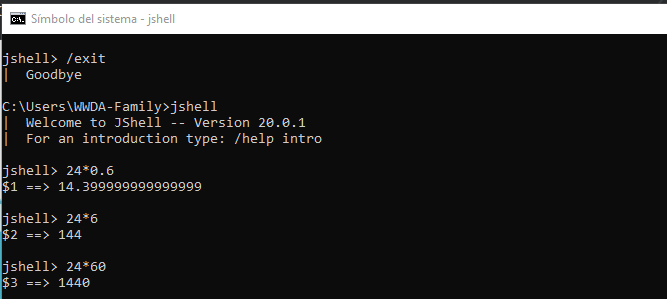 Símbolo del sistema - jshell
jshell> /exit
|  Goodbye
C:\Users\WWDA-Family>jshell
|  Welcome to JShell -- Version 20.0.1
|  For an introduction type: /help intro
jshell> 24*0.6
$1 ==> 14.399999999999999
jshell> 24*6
$2 ==> 144
jshell> 24*60
$3 ==> 1440